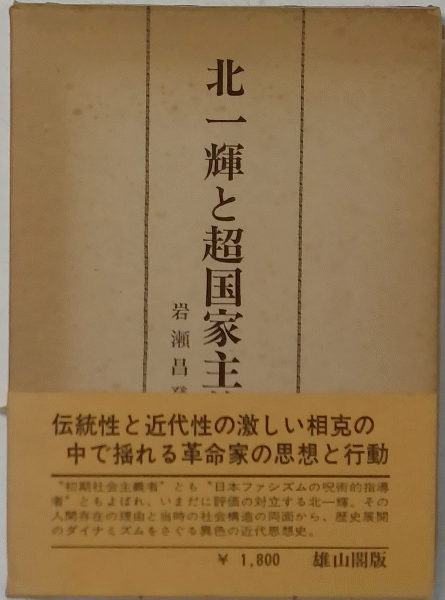 北一輝と超国家主
岩瀬昌
伝統性と近代性の激しい相克の
中で揺れる革命家の思想と行動
"初期社会主義者"とも"日本ファシズムの呪術的指導
者"ともよばれ、いまだに評価の対立する北一輝。その
人間存在の理由と当時の社会構造の両面から、歴史展開
のダイナミズムをさぐる異色の近代思想史。
¥ 1,800 雄山閣版